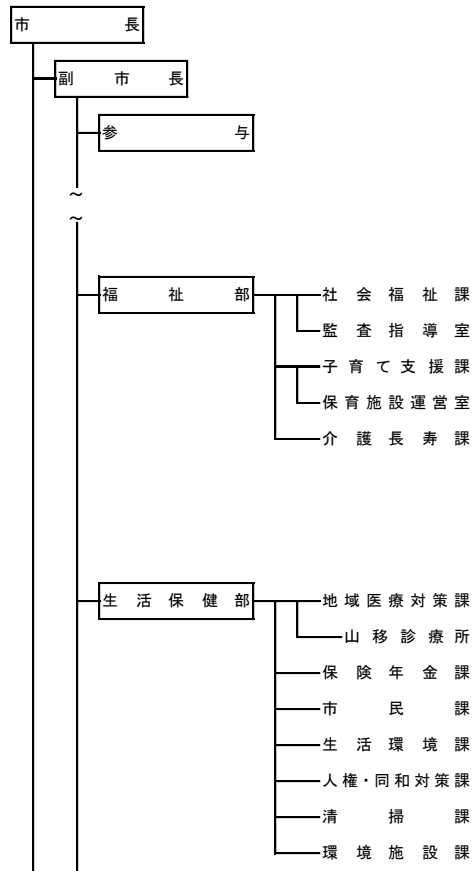 市長
副市長
参与
～
～
福祉部
社会福祉課
監査指導室
子育て支援課
保育施設運営室
介護長寿課
生活保健部
地域医療対策課
山移診療所
保険年金課
市民課
生活環境課
人権・同和対策課
清掃課
環境施設課